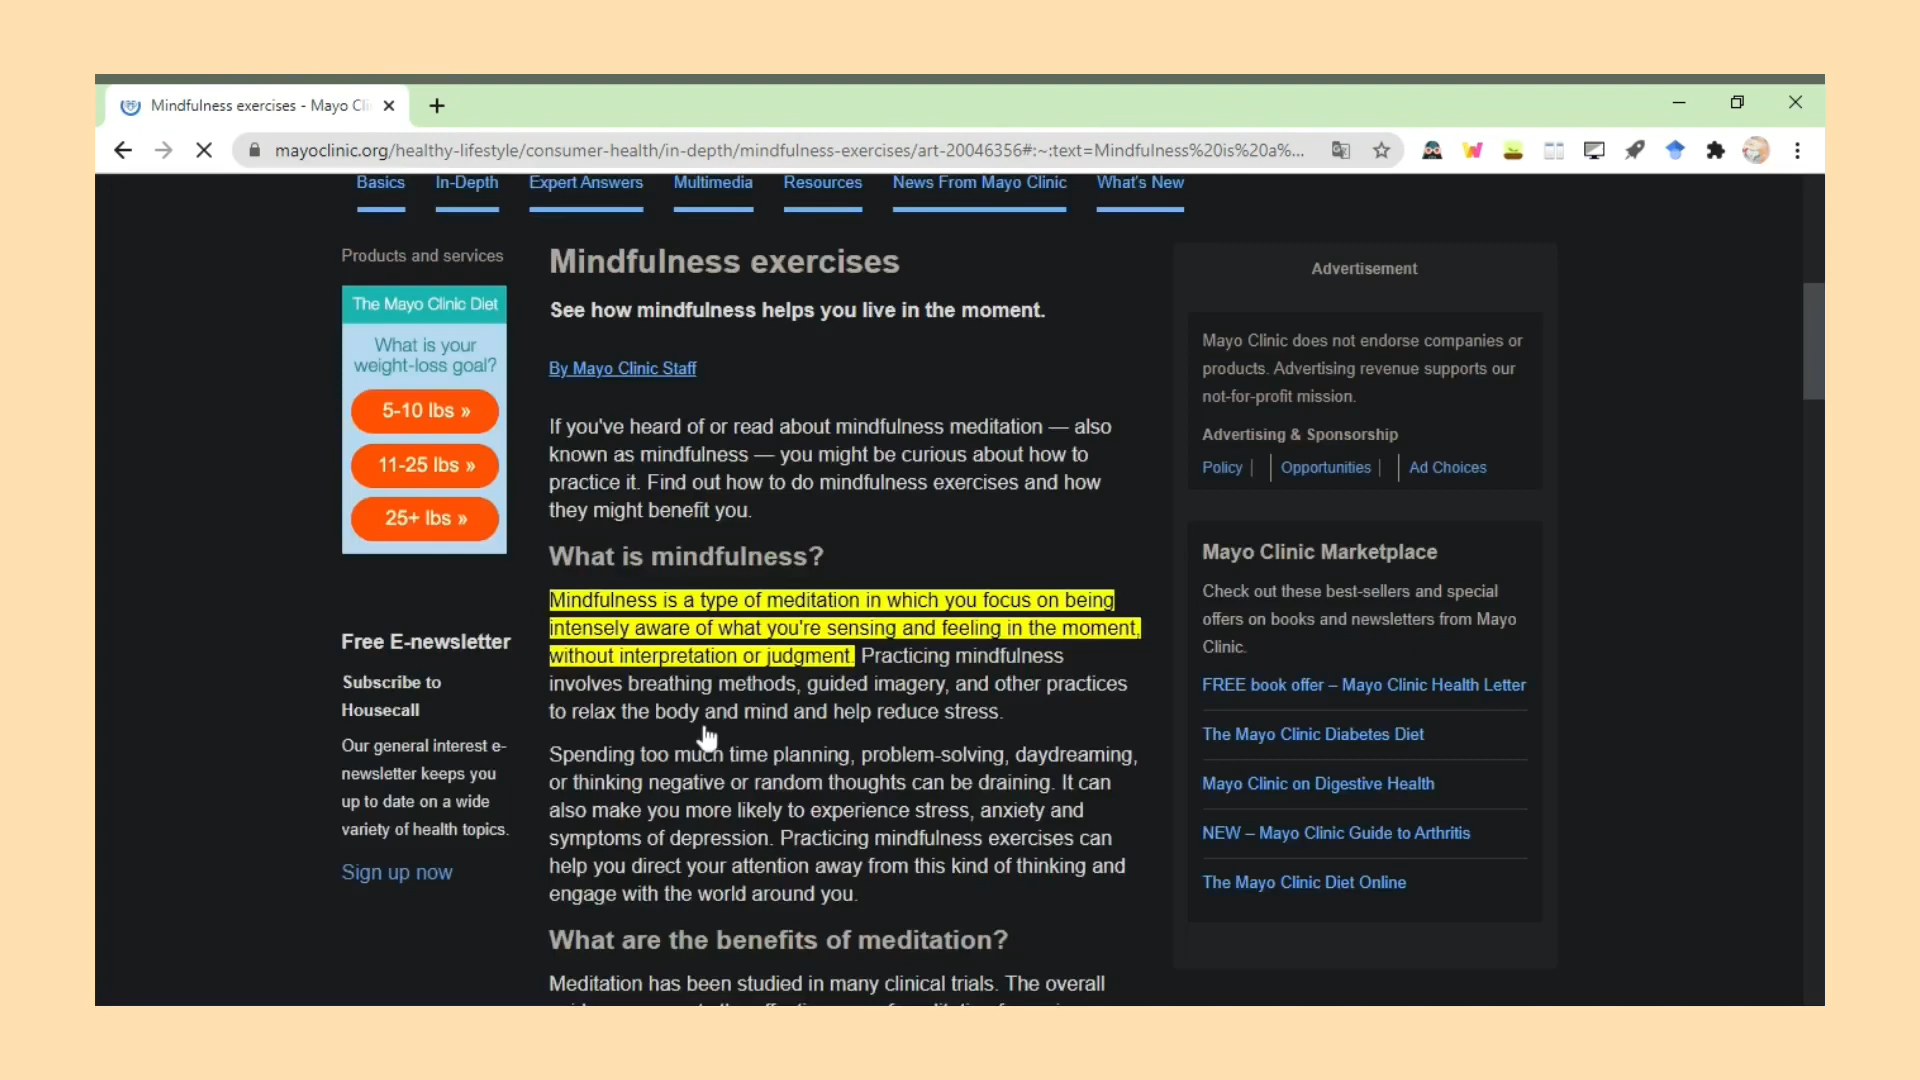 Mindfulness exercises - Mayo Cli
mayoclinic.org/healthy-lifestyle/consumer-health/in-depth/mindfulness-exercises/art-20046356#:~:text=Mindfulness%20is%20a%...
Basics In-Depth Expert Answers Multimedia Resources News From Mayo Clinic What's New
Products and services
The Mayo Clinic Diet
What is your
weight-loss goal?
5-10 lbs »
11-25 lbs »
25+ lbs »
Free E-newsletter
Subscribe to
Housecall
Our general interest e-
newsletter keeps you
up to date on a wide
variety of health topics.
Sign up now
Mindfulness exercises
See how mindfulness helps you live in the moment.
By Mayo Clinic Staff
If you've heard of or read about mindfulness meditation — also
known as mindfulness — you might be curious about how to
practice it. Find out how to do mindfulness exercises and how
they might benefit you.
What is mindfulness?
Mindfulness is a type of meditation in which you focus on being
intensely aware of what you're sensing and feeling in the moment,
without interpretation or judgment. Practicing mindfulness
involves breathing methods, guided imagery, and other practices
to relax the body and mind and help reduce stress.
Spending too much time planning, problem-solving, daydreaming,
or thinking negative or random thoughts can be draining. It can
also make you more likely to experience stress, anxiety and
symptoms of depression. Practicing mindfulness exercises can
help you direct your attention away from this kind of thinking and
engage with the world around you.
What are the benefits of meditation?
Meditation has been studied in many clinical trials. The overall
Advertisement
Mayo Clinic does not endorse companies or
products. Advertising revenue supports our
not-for-profit mission.
Advertising & Sponsorship
Policy | Opportunities | Ad Choices
Mayo Clinic Marketplace
Check out these best-sellers and special
offers on books and newsletters from Mayo
Clinic.
FREE book offer – Mayo Clinic Health Letter
The Mayo Clinic Diabetes Diet
Mayo Clinic on Digestive Health
NEW – Mayo Clinic Guide to Arthritis
The Mayo Clinic Diet Online